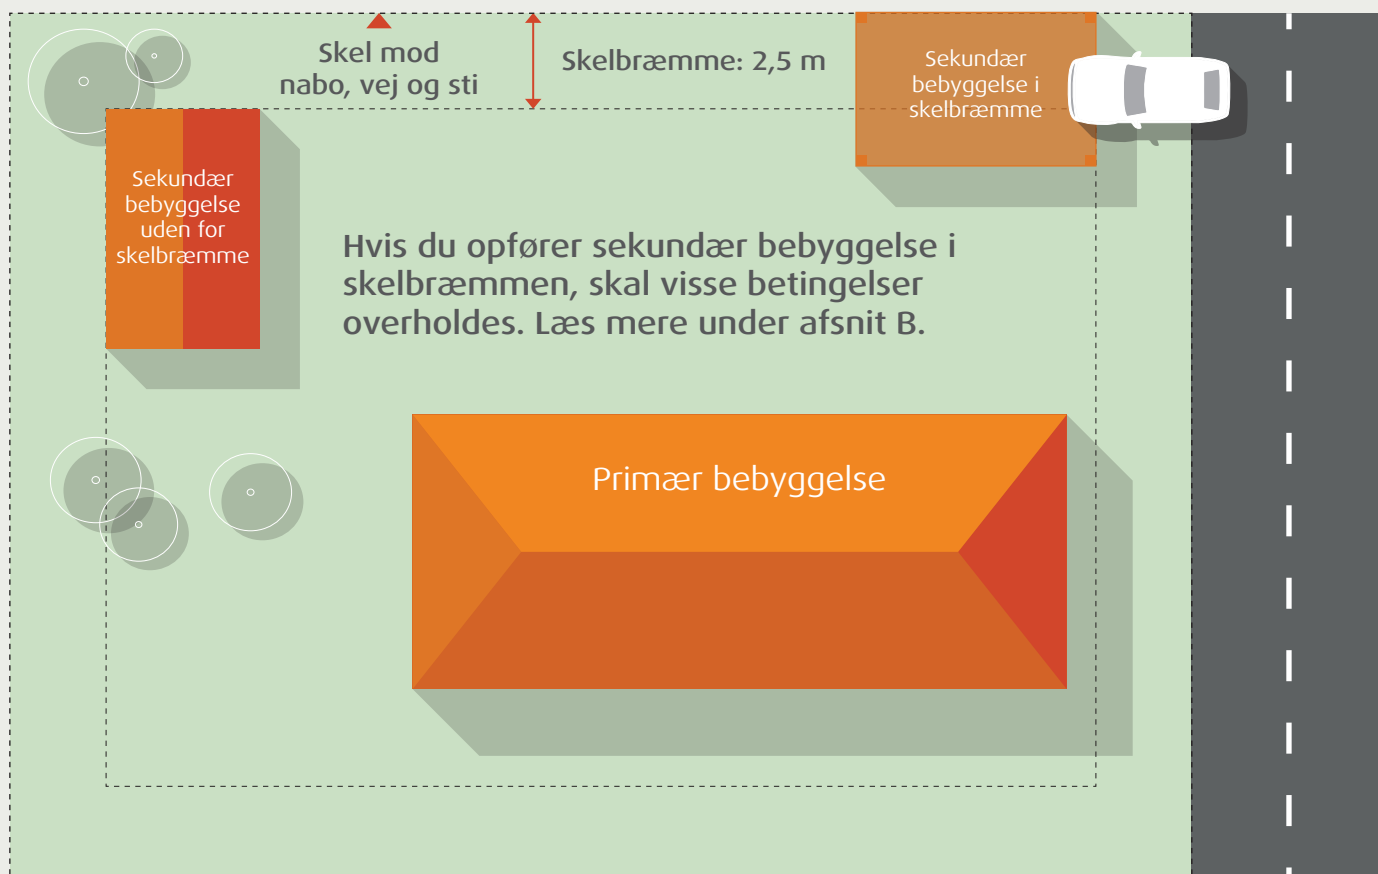 Skel mod
nabo, vej og sti
Skelbræmme: 2,5 m
Sekundær
bebyggelse i
skelbræmme
Sekundær
bebyggelse
uden for
skelbræmme
Hvis du opfører sekundær bebyggelse i
skelbræmmen, skal visse betingelser
overholdes. Læs mere under afsnit B.
Primær bebyggelse